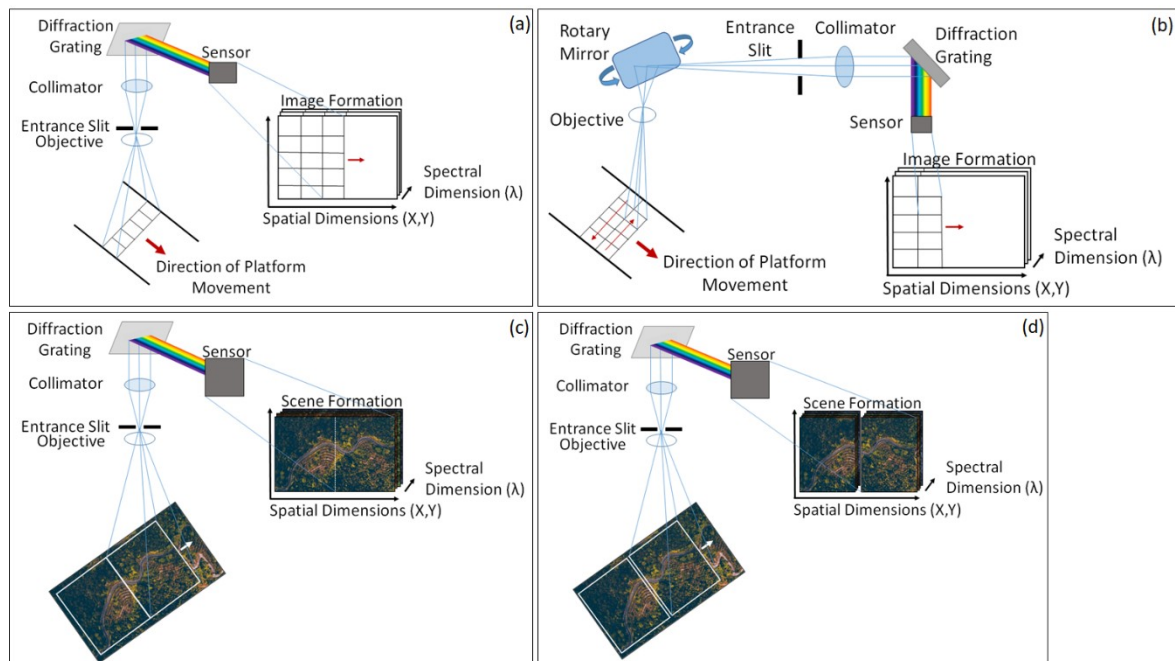 (a)
Diffraction
Grating
Sensor
Collimator
Image Formation
Entrance Slit
Objective
Spectral
Dimension (λ)
Spatial Dimensions (X,Y)
Direction of Platform
Movement
(b)
Rotary
Mirror
Entrance
Slit
Collimator
Diffraction
Grating
Objective
Sensor
Image Formation
Spectral
Dimension (λ)
Direction of Platform
Movement
Spatial Dimensions (X,Y)
(c)
Diffraction
Grating
Sensor
Collimator
Scene Formation
Entrance Slit
Objective
Spectral
Dimension (λ)
Spatial Dimensions (X,Y)
(d)
Diffraction
Grating
Sensor
Collimator
Scene Formation
Entrance Slit
Objective
Spectral
Dimension (λ)
Spatial Dimensions (X,Y)